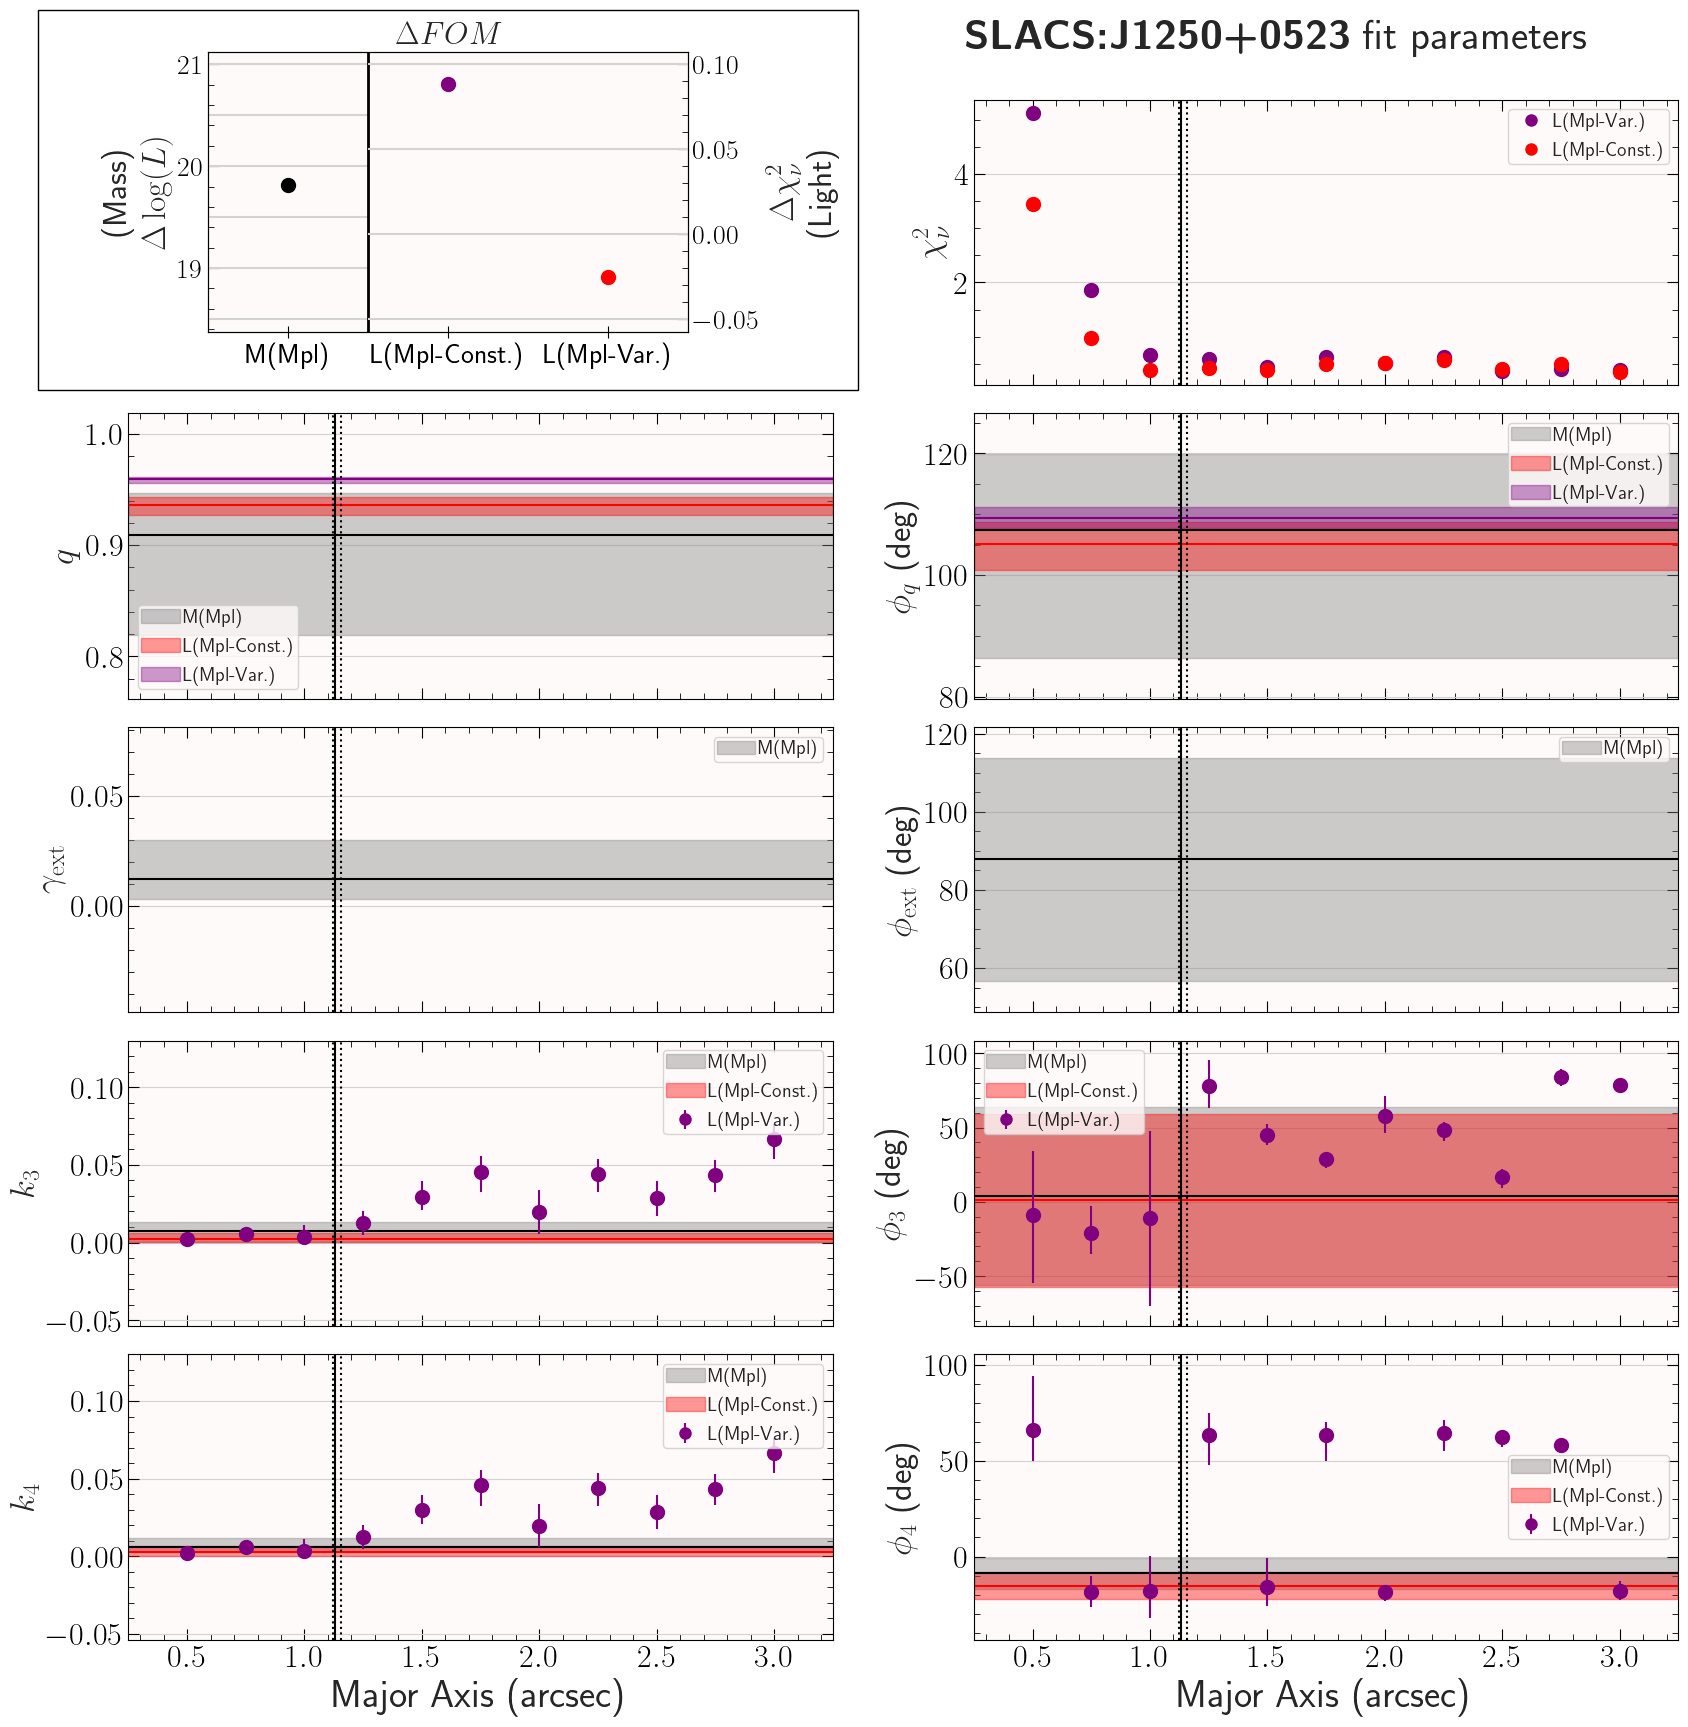 ΔFOM
SLACS:J1250+0523 fit parameters
21
20
19
(Mass)
Δ log(L)
0.10
0.05
0.00
−0.05
Δχ²ν
(Light)
M(Mpl)
L(Mpl-Const.)
L(Mpl-Var.)
χ²ν
4
2
L(Mpl-Var.)
L(Mpl-Const.)
q
1.0
0.9
0.8
M(Mpl)
L(Mpl-Const.)
L(Mpl-Var.)
ϕq (deg)
120
100
80
M(Mpl)
L(Mpl-Const.)
L(Mpl-Var.)
γext
0.05
0.00
M(Mpl)
ϕext (deg)
120
100
80
60
M(Mpl)
k3
0.10
0.05
0.00
−0.05
M(Mpl)
L(Mpl-Const.)
L(Mpl-Var.)
ϕ3 (deg)
100
50
0
−50
M(Mpl)
L(Mpl-Const.)
L(Mpl-Var.)
k4
0.10
0.05
0.00
−0.05
M(Mpl)
L(Mpl-Const.)
L(Mpl-Var.)
0.5 1.0 1.5 2.0 2.5 3.0
Major Axis (arcsec)
ϕ4 (deg)
100
50
0
M(Mpl)
L(Mpl-Const.)
L(Mpl-Var.)
0.5 1.0 1.5 2.0 2.5 3.0
Major Axis (arcsec)